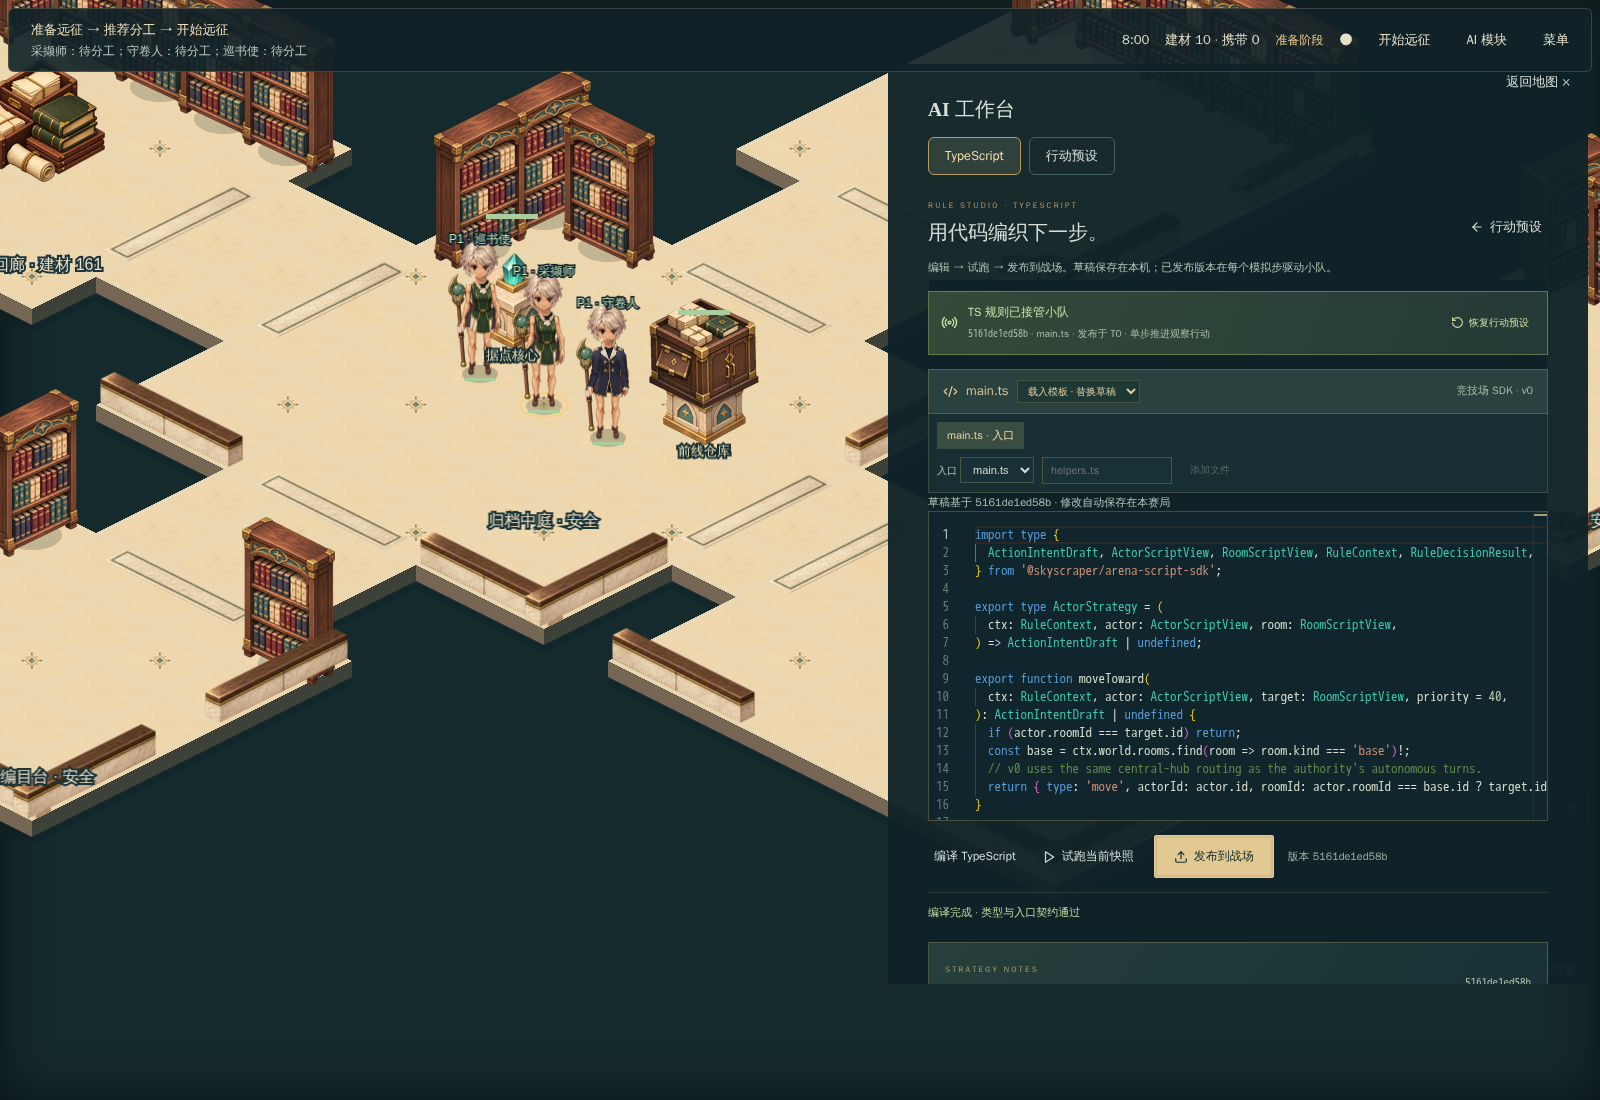 准备远征 → 推荐分工 → 开始远征
采撷师：待分工；守卷人：待分工；巡书使：待分工
8:00 建材 10 · 携带 0 准备阶段 开始远征 AI 模块 菜单
返回地图 ×
AI 工作台
TypeScript 行动预设
RULE STUDIO · TYPESCRIPT
用代码编织下一步。
← 行动预设
编辑 → 试跑 → 发布到战场。草稿保存在本机；已发布版本在每个模拟步驱动小队。
TS 规则已接管小队
5161de1ed58b · main.ts · 发布于 T0 · 单步推进观察行动
恢复行动预设
main.ts 载入模板 · 替换草稿 竞技场 SDK · v0
main.ts · 入口
入口 main.ts helpers.ts 添加文件
草稿基于 5161de1ed58b · 修改自动保存在本赛局
1 import type {
2 ActionIntentDraft, ActorScriptView, RoomScriptView, RuleContext, RuleDecisionResult,
3 } from '@skyscraper/arena-script-sdk';
4
5 export type ActorStrategy = (
6 ctx: RuleContext, actor: ActorScriptView, room: RoomScriptView,
7 ) => ActionIntentDraft | undefined;
8
9 export function moveToward(
10 ctx: RuleContext, actor: ActorScriptView, target: RoomScriptView, priority = 40,
11 ): ActionIntentDraft | undefined {
12 if (actor.roomId === target.id) return;
13 const base = ctx.world.rooms.find(room => room.kind === 'base')!;
14 // v0 uses the same central-hub routing as the authority's autonomous turns.
15 return { type: 'move', actorId: actor.id, roomId: actor.roomId === base.id ? target.id
16 }
编译 TypeScript 试跑当前快照 发布到战场 版本 5161de1ed58b
编译完成 · 类型与入口契约通过
STRATEGY NOTES
5161de1ed58b
回廊 · 建材 161
P1 · 巡书使
P1 · 采撷师
P1 · 守卷人
据点核心
前线仓库
归档中庭 · 安全
编目台 · 安全